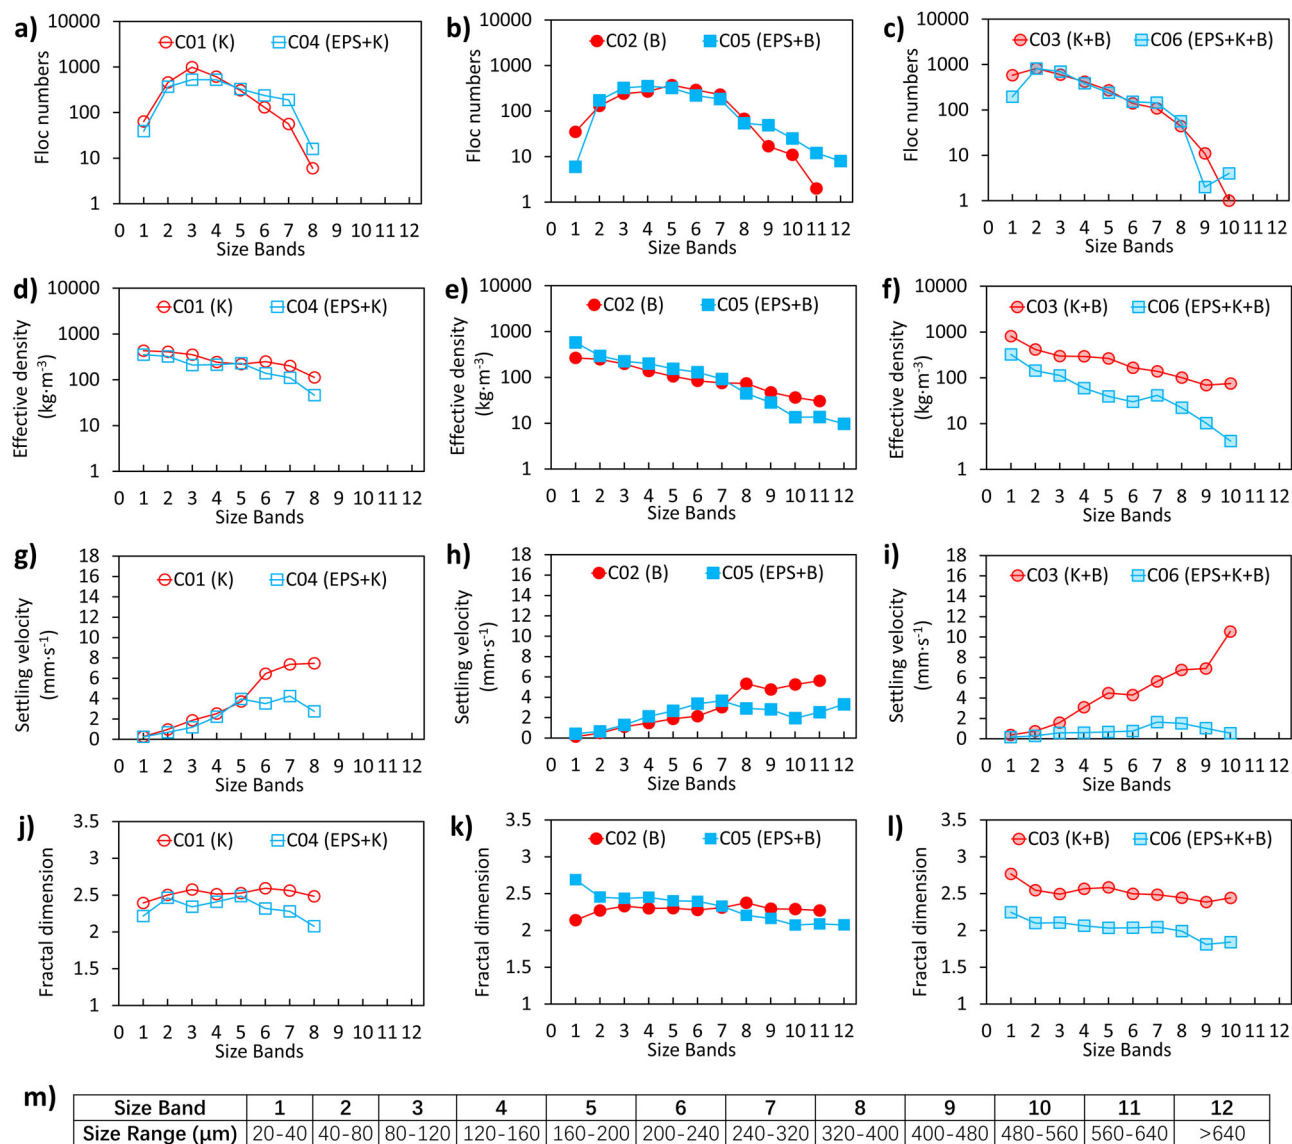 a)
C01 (K) C04 (EPS+K)
Floc numbers
10000
1000
100
10
1
0 1 2 3 4 5 6 7 8 9 10 11 12
Size Bands
b)
C02 (B) C05 (EPS+B)
Floc numbers
10000
1000
100
10
1
0 1 2 3 4 5 6 7 8 9 10 11 12
Size Bands
c)
C03 (K+B) C06 (EPS+K+B)
Floc numbers
10000
1000
100
10
1
0 1 2 3 4 5 6 7 8 9 10 11 12
Size Bands
d)
C01 (K) C04 (EPS+K)
Effective density
(kg·m⁻³)
10000
1000
100
10
1
0 1 2 3 4 5 6 7 8 9 10 11 12
Size Bands
e)
C02 (B) C05 (EPS+B)
Effective density
(kg·m⁻³)
10000
1000
100
10
1
0 1 2 3 4 5 6 7 8 9 10 11 12
Size Bands
f)
C03 (K+B) C06 (EPS+K+B)
Effective density
(kg·m⁻³)
10000
1000
100
10
1
0 1 2 3 4 5 6 7 8 9 10 11 12
Size Bands
g)
C01 (K) C04 (EPS+K)
Settling velocity
(mm·s⁻¹)
18
16
14
12
10
8
6
4
2
0
0 1 2 3 4 5 6 7 8 9 10 11 12
Size Bands
h)
C02 (B) C05 (EPS+B)
Settling velocity
(mm·s⁻¹)
18
16
14
12
10
8
6
4
2
0
0 1 2 3 4 5 6 7 8 9 10 11 12
Size Bands
i)
C03 (K+B) C06 (EPS+K+B)
Settling velocity
(mm·s⁻¹)
18
16
14
12
10
8
6
4
2
0
0 1 2 3 4 5 6 7 8 9 10 11 12
Size Bands
j)
C01 (K) C04 (EPS+K)
Fractal dimension
3.5
3
2.5
2
1.5
1
0 1 2 3 4 5 6 7 8 9 10 11 12
Size Bands
k)
C02 (B) C05 (EPS+B)
Fractal dimension
3.5
3
2.5
2
1.5
1
0 1 2 3 4 5 6 7 8 9 10 11 12
Size Bands
l)
C03 (K+B) C06 (EPS+K+B)
Fractal dimension
3.5
3
2.5
2
1.5
1
0 1 2 3 4 5 6 7 8 9 10 11 12
Size Bands
m)
Size Band 1 2 3 4 5 6 7 8 9 10 11 12
Size Range (μm) 20-40 40-80 80-120 120-160 160-200 200-240 240-320 320-400 400-480 480-560 560-640 >640